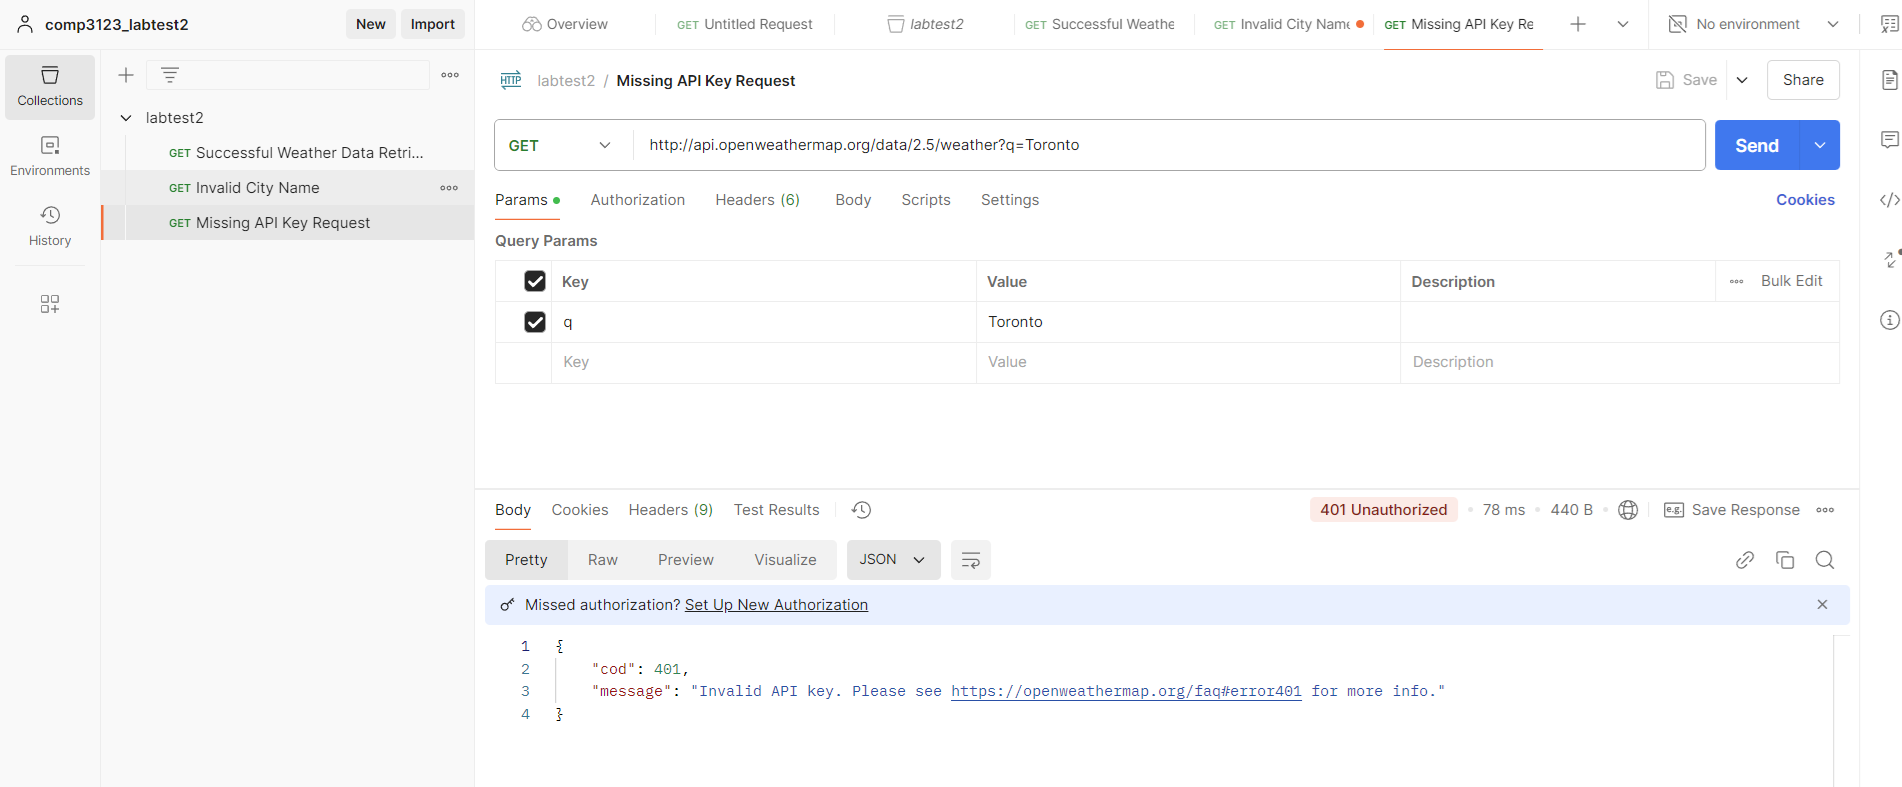 comp3123_labtest2
New
Import
Overview
GET Untitled Request
labtest2
GET Successful Weathe
GET Invalid City Name
GET Missing API Key Re
No environment
Collections
Environments
History
labtest2
GET Successful Weather Data Retri...
GET Invalid City Name
GET Missing API Key Request
HTTP labtest2 / Missing API Key Request
Save
Share
GET
http://api.openweathermap.org/data/2.5/weather?q=Toronto
Send
Params
Authorization
Headers (6)
Body
Scripts
Settings
Cookies
Query Params
Key Value Description
Bulk Edit
q Toronto
Key Value Description
Body
Cookies
Headers (9)
Test Results
401 Unauthorized
78 ms
440 B
e.g. Save Response
Pretty
Raw
Preview
Visualize
JSON
Missed authorization? Set Up New Authorization
1 {
2 "cod": 401,
3 "message": "Invalid API key. Please see https://openweathermap.org/faq#error401 for more info."
4 }